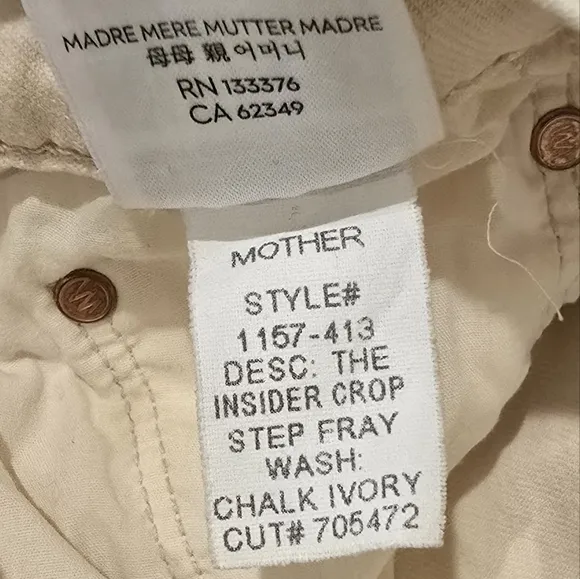 MADRE MERE MUTTER MADRE
母母 親 어머니
RN 133376
CA 62349
MOTHER
STYLE#
1157-413
DESC: THE
INSIDER CROP
STEP FRAY
WASH:
CHALK IVORY
CUT# 705472